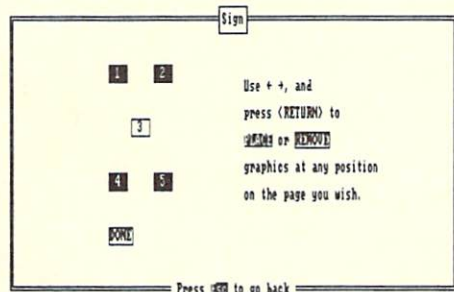 Sign
1 2
3
4 5
DONE
Use ← →, and
press (RETURN) to
or REMOVE
graphics at any position
on the page you wish.
Press to go back